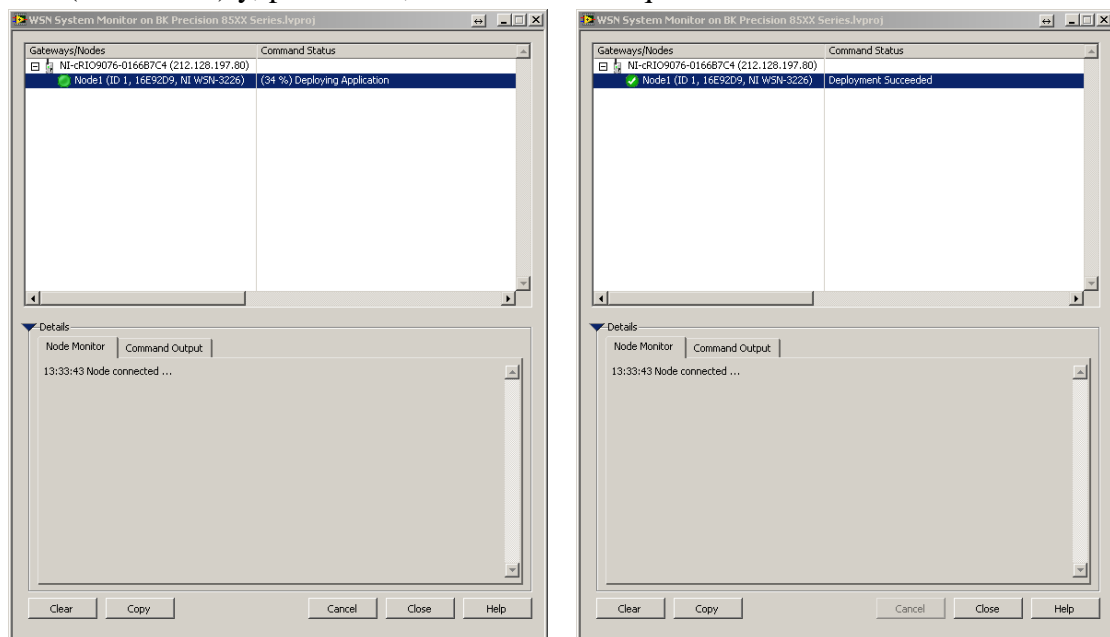 WSN System Monitor on BK Precision 85XX Series.lvproj
Gateways/Nodes Command Status
NI-cRIO9076-0166B7C4 (212.128.197.80)
Node1 (ID 1, 16E92D9, NI WSN-3226) (34 %) Deploying Application
Details
Node Monitor Command Output
13:33:43 Node connected ...
Clear Copy Cancel Close Help
WSN System Monitor on BK Precision 85XX Series.lvproj
Gateways/Nodes Command Status
NI-cRIO9076-0166B7C4 (212.128.197.80)
Node1 (ID 1, 16E92D9, NI WSN-3226) Deployment Succeeded
Details
Node Monitor Command Output
13:33:43 Node connected ...
Clear Copy Cancel Close Help